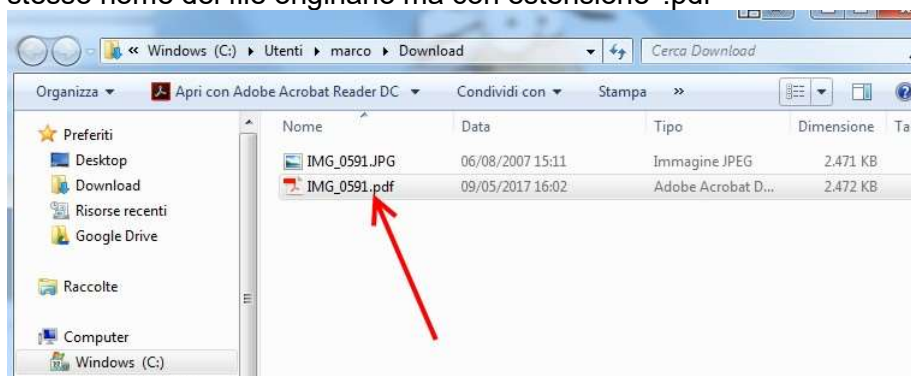 stesso nome del file originario ma con estensione .pdf
« Windows (C:) ▸ Utenti ▸ marco ▸ Download
Cerca Download
Organizza
Apri con Adobe Acrobat Reader DC
Condividi con
Stampa
»
Preferiti
Desktop
Download
Risorse recenti
Google Drive
Raccolte
Computer
Windows (C:)
Nome Data Tipo Dimensione Ta
IMG_0591.JPG 06/08/2007 15:11 Immagine JPEG 2.471 KB
IMG_0591.pdf 09/05/2017 16:02 Adobe Acrobat D... 2.472 KB